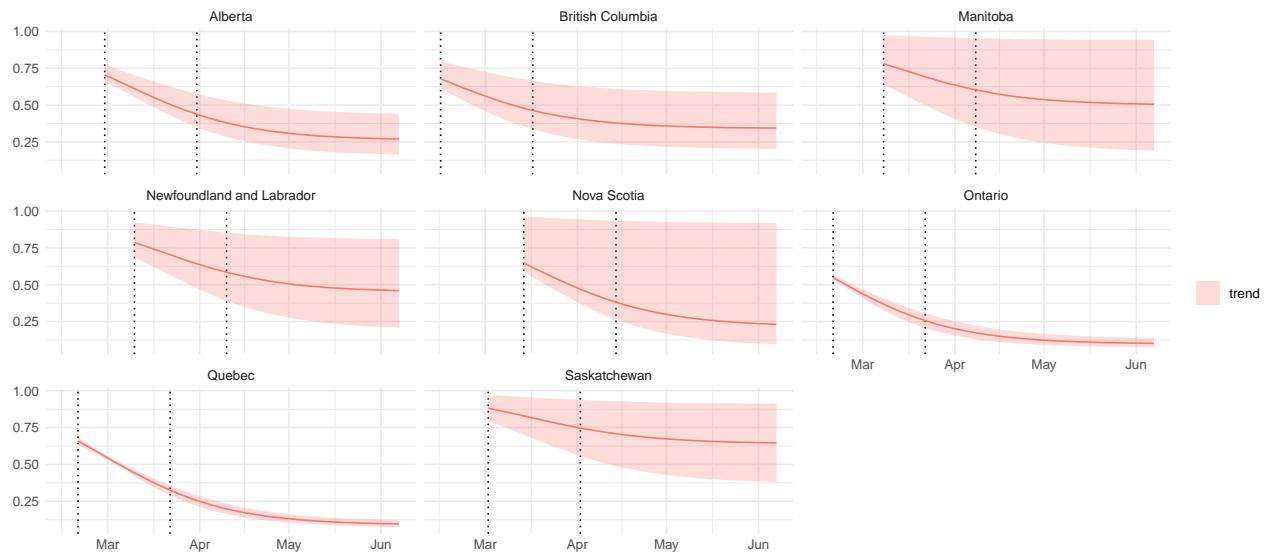 Alberta British Columbia Manitoba
1.00
0.75
0.50
0.25
Newfoundland and Labrador Nova Scotia Ontario
1.00
0.75
0.50
0.25
trend
Mar Apr May Jun
Quebec Saskatchewan
1.00
0.75
0.50
0.25
Mar Apr May Jun Mar Apr May Jun